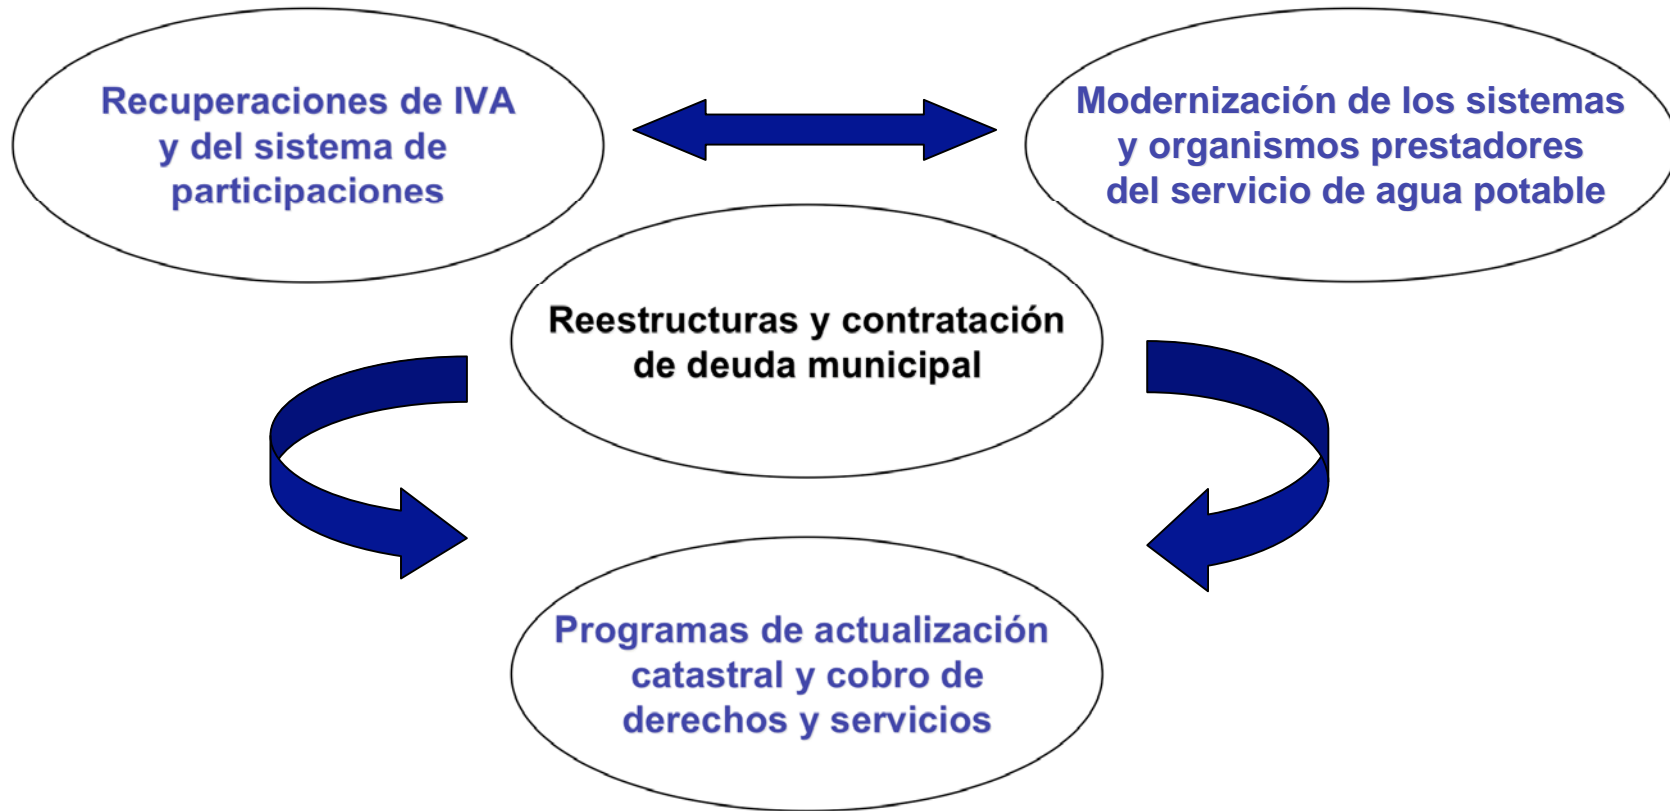 Recuperaciones de IVA
y del sistema de
participaciones
Modernización de los sistemas
y organismos prestadores
del servicio de agua potable
Reestructuras y contratación
de deuda municipal
Programas de actualización
catastral y cobro de
derechos y servicios